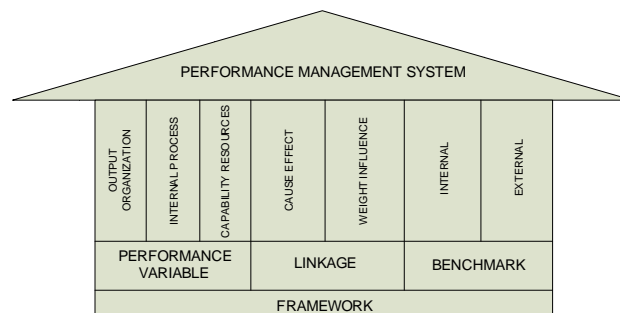 PERFORMANCE MANAGEMENT SYSTEM
OUTPUT
ORGANIZATION
INTERNAL PROCESS
CAPABILITY RESOURCES
CAUSE EFFECT
WEIGHT INFLUENCE
INTERNAL
EXTERNAL
PERFORMANCE
VARIABLE
LINKAGE
BENCHMARK
FRAMEWORK